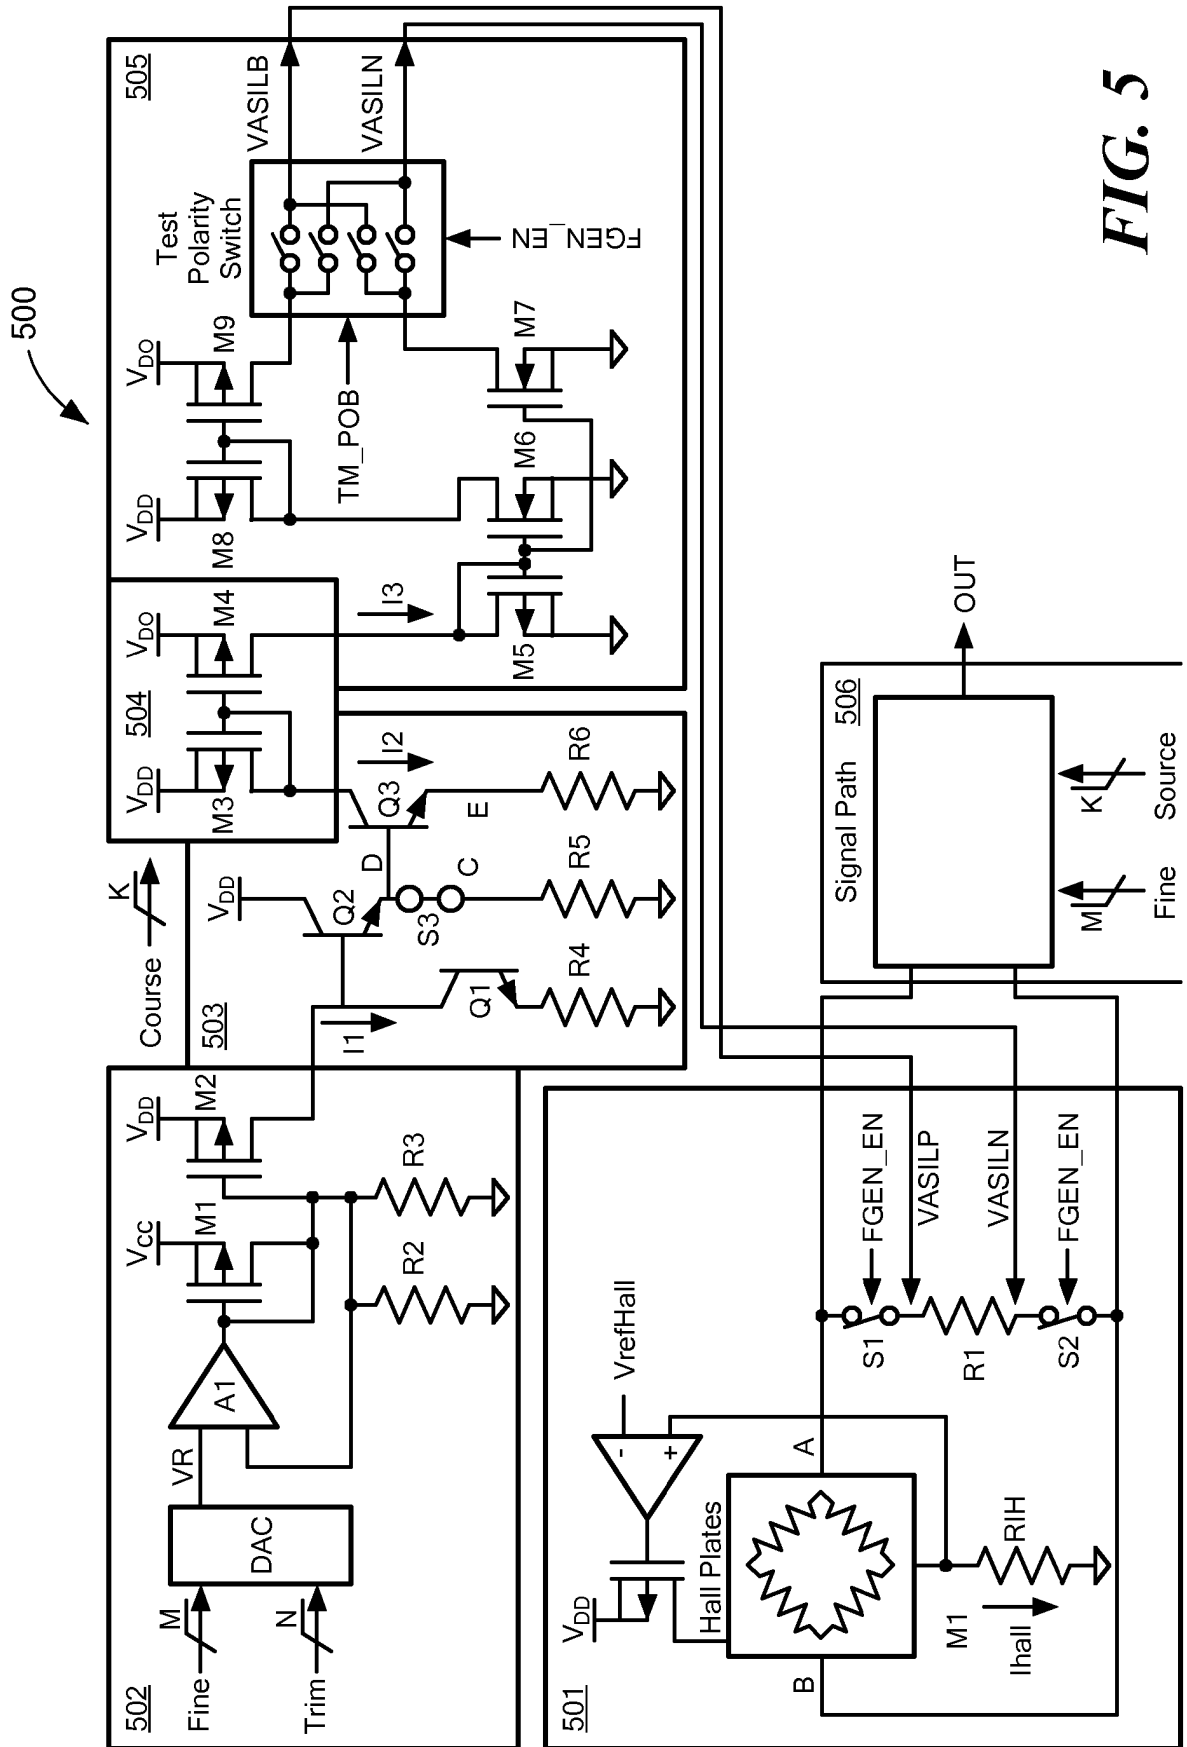 500
502
Fine
M
Trim
N
DAC
VR
A1
VCC
M1
VDD
M2
R2
R3
503
Course
K
I1
Q1
R4
VDD
Q2
S3
C
R5
D
Q3
E
I2
R6
504
VDD
M3
VDO
M4
505
I3
M5
M6
M7
VDD
M8
VDO
M9
TM_POB
Test
Polarity
Switch
FGEN_EN
VASILB
VASILN
501
VDD
Hall Plates
VrefHall
-
+
A
B
M1
Ihall
RIH
S1
R1
S2
FGEN_EN
VASILP
VASILN
FGEN_EN
506
Signal Path
M
Fine
K
Source
OUT
FIG. 5